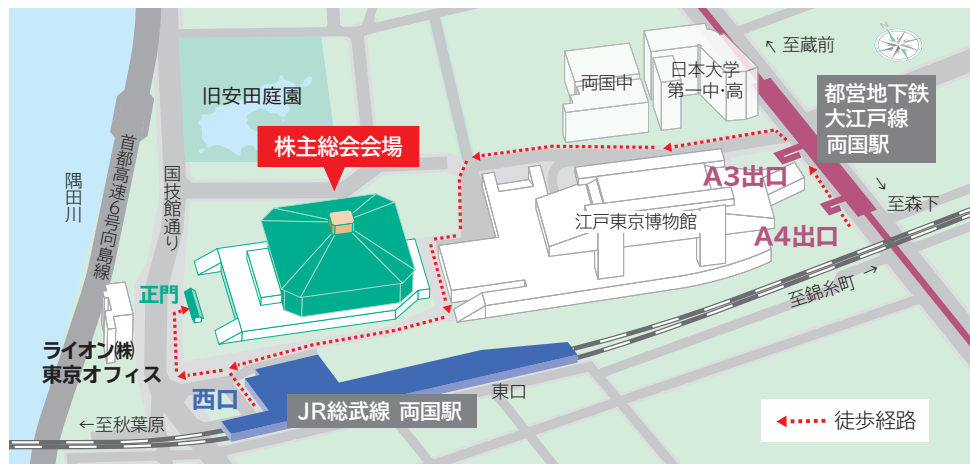 至蔵前
N
両国中
日本大学
第一中・高
都営地下鉄
大江戸線
両国駅
旧安田庭園
株主総会会場
A3出口
至森下
A4出口
隅田川
首都高速6号向島線
国技館通り
江戸東京博物館
至錦糸町
正門
ライオン㈱
東京オフィス
西口
JR総武線 両国駅
東口
←至秋葉原
徒歩経路